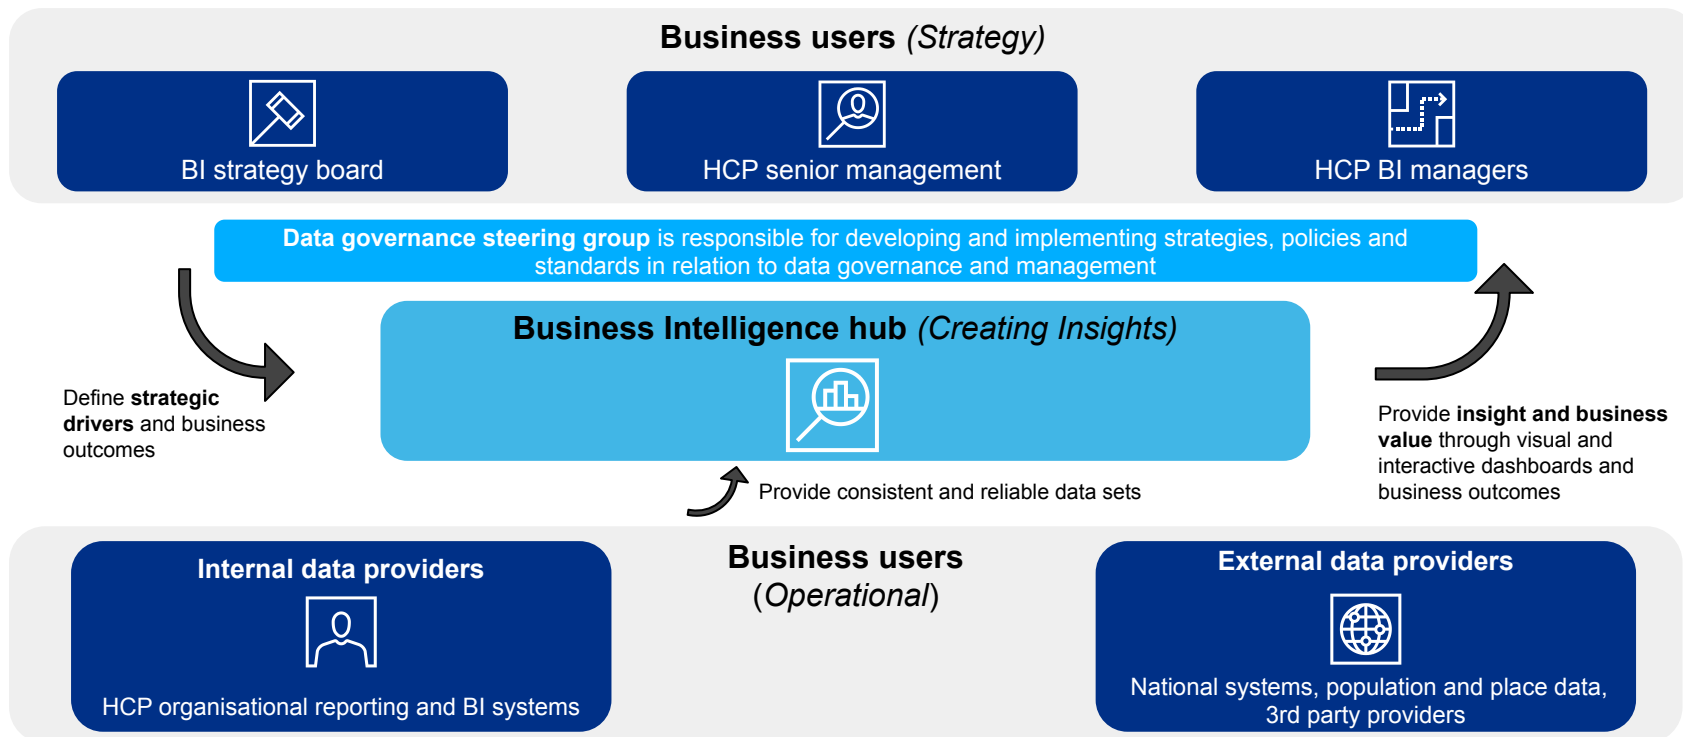 Business users (Strategy)
BI strategy board
HCP senior management
HCP BI managers
Data governance steering group is responsible for developing and implementing strategies, policies and
standards in relation to data governance and management
Business Intelligence hub (Creating Insights)
Define strategic
drivers and business
outcomes
Provide insight and business
value through visual and
interactive dashboards and
business outcomes
Provide consistent and reliable data sets
Business users
(Operational)
Internal data providers
HCP organisational reporting and BI systems
External data providers
National systems, population and place data,
3rd party providers